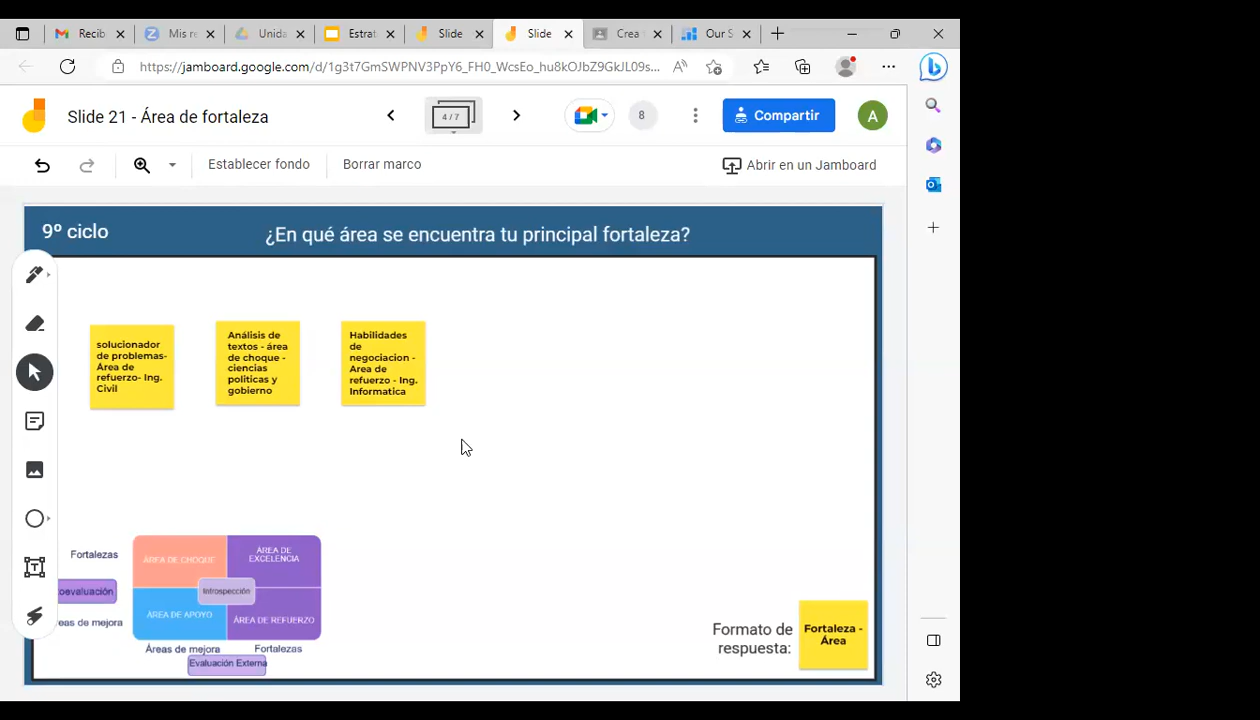 Recib
Mis re
Unida
Estrat
Slide
Slide
Crea t
Our S
https://jamboard.google.com/d/1g3t7GmSWPNV3PpY6_FH0_WcsEo_hu8kOJbZ9GkJL09s...
Slide 21 - Área de fortaleza
4 / 7
8
Compartir
A
Establecer fondo
Borrar marco
Abrir en un Jamboard
9º ciclo
¿En qué área se encuentra tu principal fortaleza?
solucionador
de problemas-
Área de
refuerzo- Ing.
Civil
Análisis de
textos - área
de choque -
ciencias
politicas y
gobierno
Habilidades
de
negociacion -
Area de
refuerzo - Ing.
Informatica
Fortalezas
oevaluación
eas de mejora
ÁREA DE CHOQUE
ÁREA DE
EXCELENCIA
Introspección
ÁREA DE APOYO
ÁREA DE REFUERZO
Áreas de mejora
Fortalezas
Evaluación Externa
Formato de
respuesta:
Fortaleza -
Área